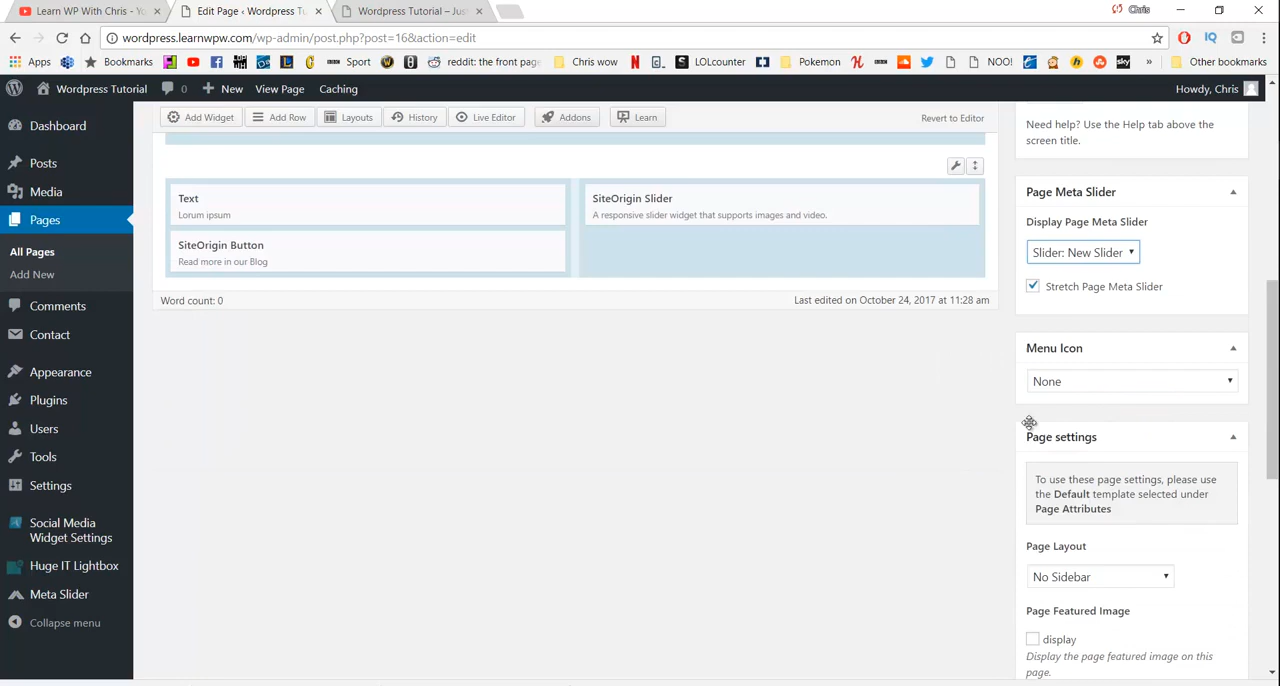 Learn WP With Chris - Yo
Edit Page ‹ Wordpress Tu
Wordpress Tutorial – Jus
Chris
wordpress.learnwpw.com/wp-admin/post.php?post=16&action=edit
Apps
Bookmarks
Sport
reddit: the front pag
Chris wow
LOLcounter
Pokemon
NOO!
sky
»
Other bookmarks
Wordpress Tutorial
0
New
View Page
Caching
Howdy, Chris
Dashboard
Posts
Media
Pages
All Pages
Add New
Comments
Contact
Appearance
Plugins
Users
Tools
Settings
Social Media
Widget Settings
Huge IT Lightbox
Meta Slider
Collapse menu
Add Widget
Add Row
Layouts
History
Live Editor
Addons
Learn
Revert to Editor
Text
Lorum ipsum
SiteOrigin Button
Read more in our Blog
SiteOrigin Slider
A responsive slider widget that supports images and video.
Word count: 0
Last edited on October 24, 2017 at 11:28 am
Need help? Use the Help tab above the
screen title.
Page Meta Slider
Display Page Meta Slider
Slider: New Slider
Stretch Page Meta Slider
Menu Icon
None
Page settings
To use these page settings, please use
the Default template selected under
Page Attributes
Page Layout
No Sidebar
Page Featured Image
display
Display the page featured image on this
page.